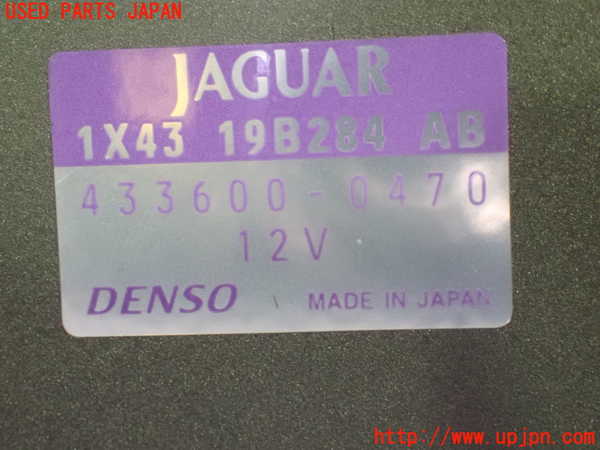 USED PARTS JAPAN
JAGUAR
1X43 19B284 AB
433600-0470
12V
DENSO MADE IN JAPAN
http://www.upjpn.com/